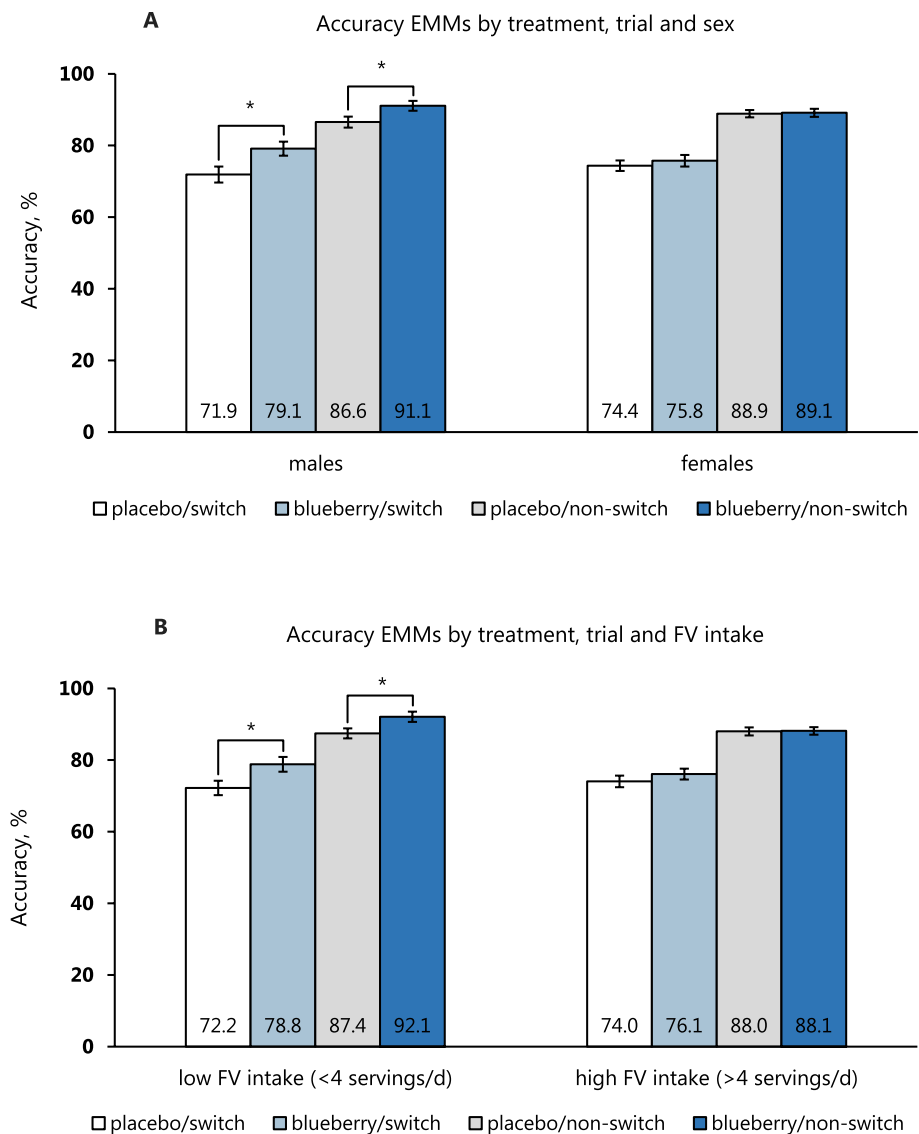 A Accuracy EMMs by treatment, trial and sex
100
80
60
40
20
0
Accuracy, %
*
*
71.9 79.1 86.6 91.1 74.4 75.8 88.9 89.1
males females
placebo/switch blueberry/switch placebo/non-switch blueberry/non-switch
B Accuracy EMMs by treatment, trial and FV intake
100
80
60
40
20
0
Accuracy, %
*
*
72.2 78.8 87.4 92.1 74.0 76.1 88.0 88.1
low FV intake (<4 servings/d) high FV intake (>4 servings/d)
placebo/switch blueberry/switch placebo/non-switch blueberry/non-switch